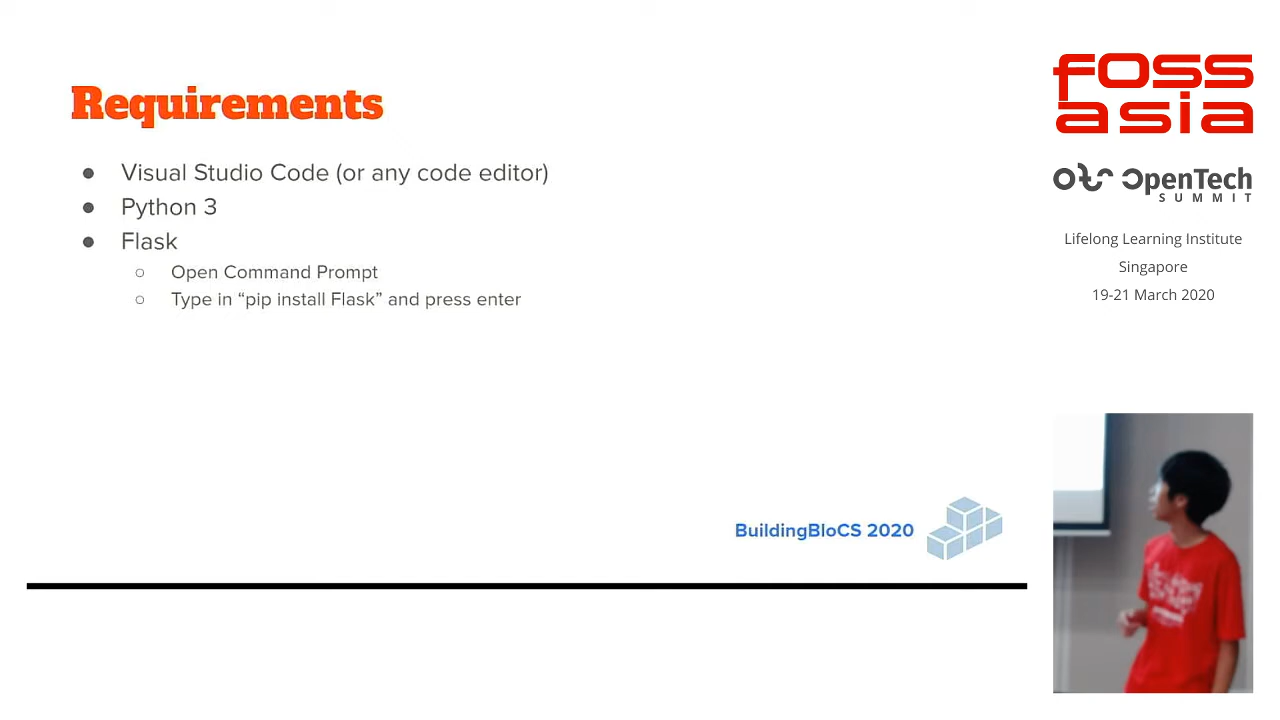 Requirements
● Visual Studio Code (or any code editor)
● Python 3
● Flask
○ Open Command Prompt
○ Type in “pip install Flask” and press enter
BuildingBloCS 2020
fOSS
asia
OpenTech
SUMMIT
Lifelong Learning Institute
Singapore
19-21 March 2020